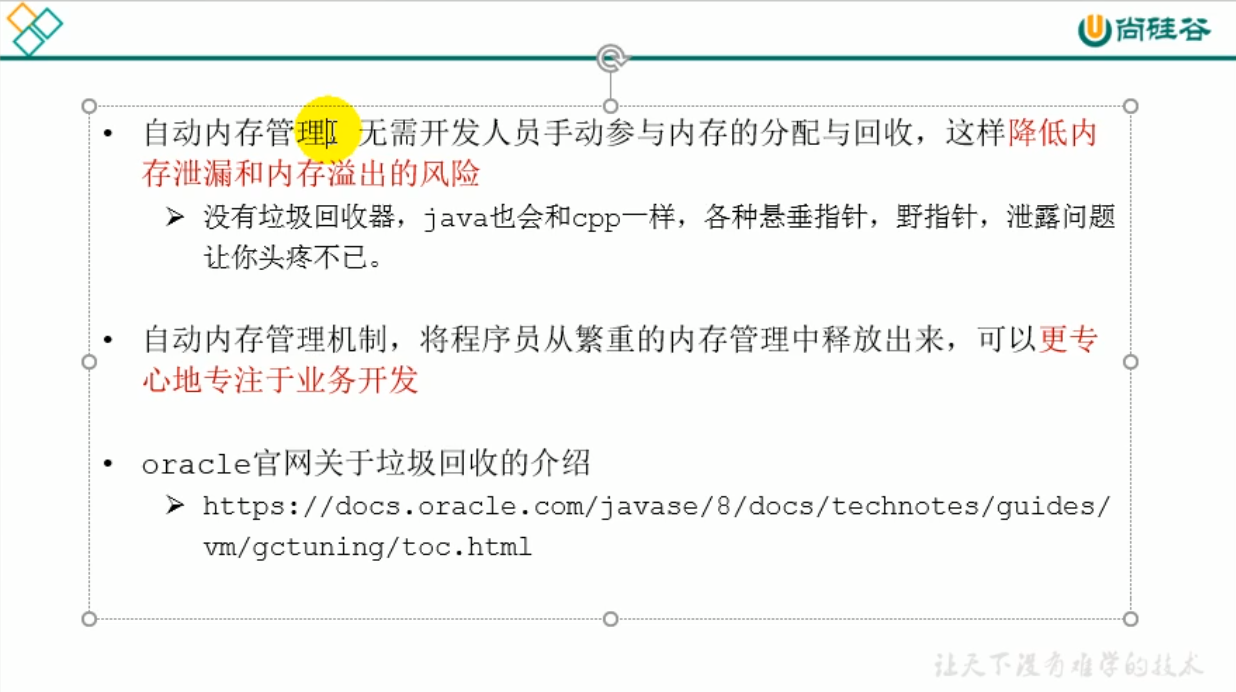 尚硅谷
自动内存管理，无需开发人员手动参与内存的分配与回收，这样降低内
存泄漏和内存溢出的风险
没有垃圾回收器，java也会和cpp一样，各种悬垂指针，野指针，泄露问题
让你头疼不已。
自动内存管理机制，将程序员从繁重的内存管理中释放出来，可以更专
心地专注于业务开发
oracle官网关于垃圾回收的介绍
https://docs.oracle.com/javase/8/docs/technotes/guides/
vm/gctuning/toc.html
让天下没有难学的技术